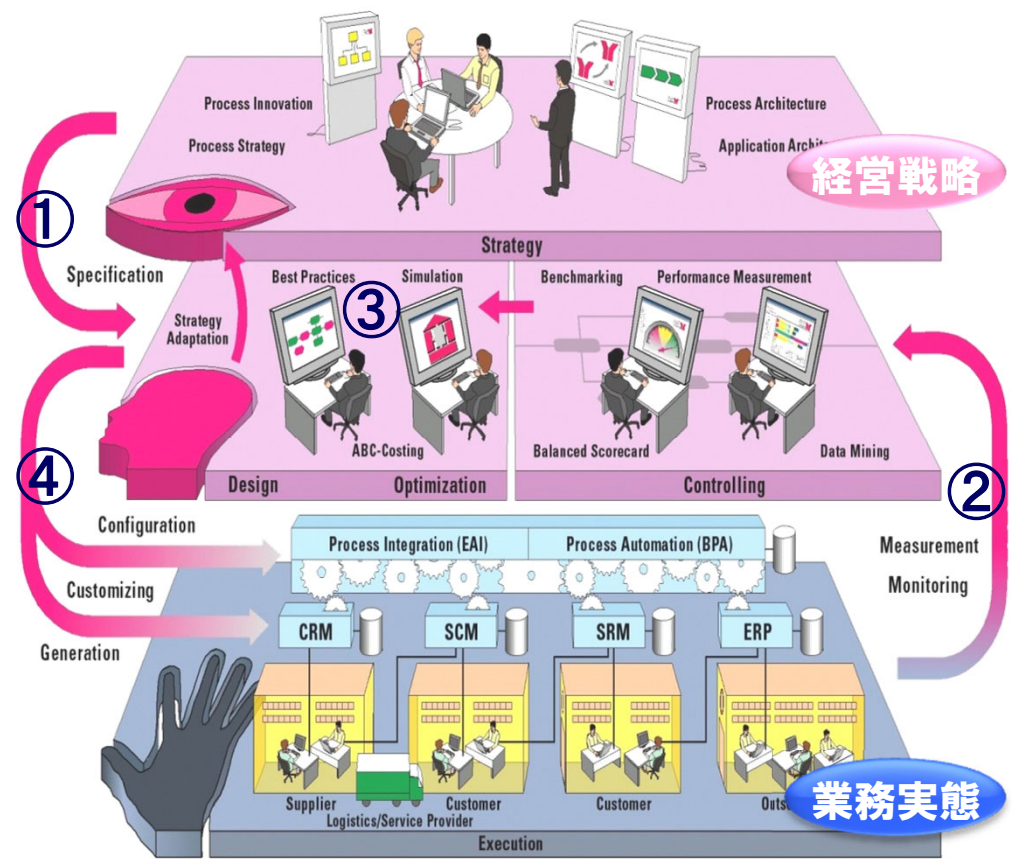 Process Innovation
Process Architecture
Process Strategy
Application
経営戦略
①
Strategy
Specification
Best Practices
Simulation
Benchmarking
Performance Measurement
③
Strategy
Adaptation
ABC-Costing
Balanced Scorecard
Data Mining
④
Design
Optimization
Controlling
②
Configuration
Process Integration (EAI)
Process Automation (BPA)
Measurement
Customizing
Monitoring
CRM
SCM
SRM
ERP
Generation
Supplier
Customer
Customer
業務実態
Logistics/Service Provider
Execution